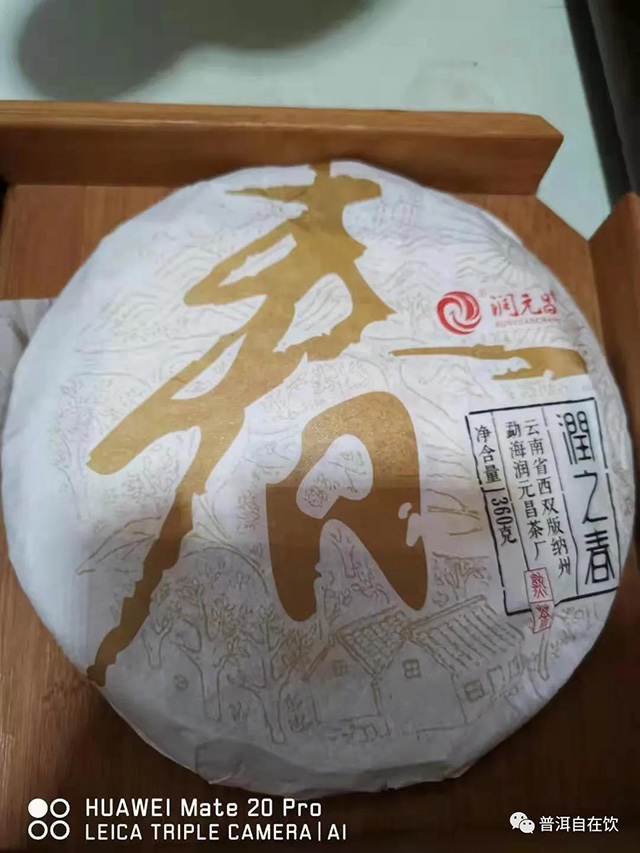 春
润元昌
潤之春
云南省西双版纳州
勐海润元昌茶厂
熟茶
净含量 360克
HUAWEI Mate 20 Pro
LEICA TRIPLE CAMERA | AI
普洱自在饮